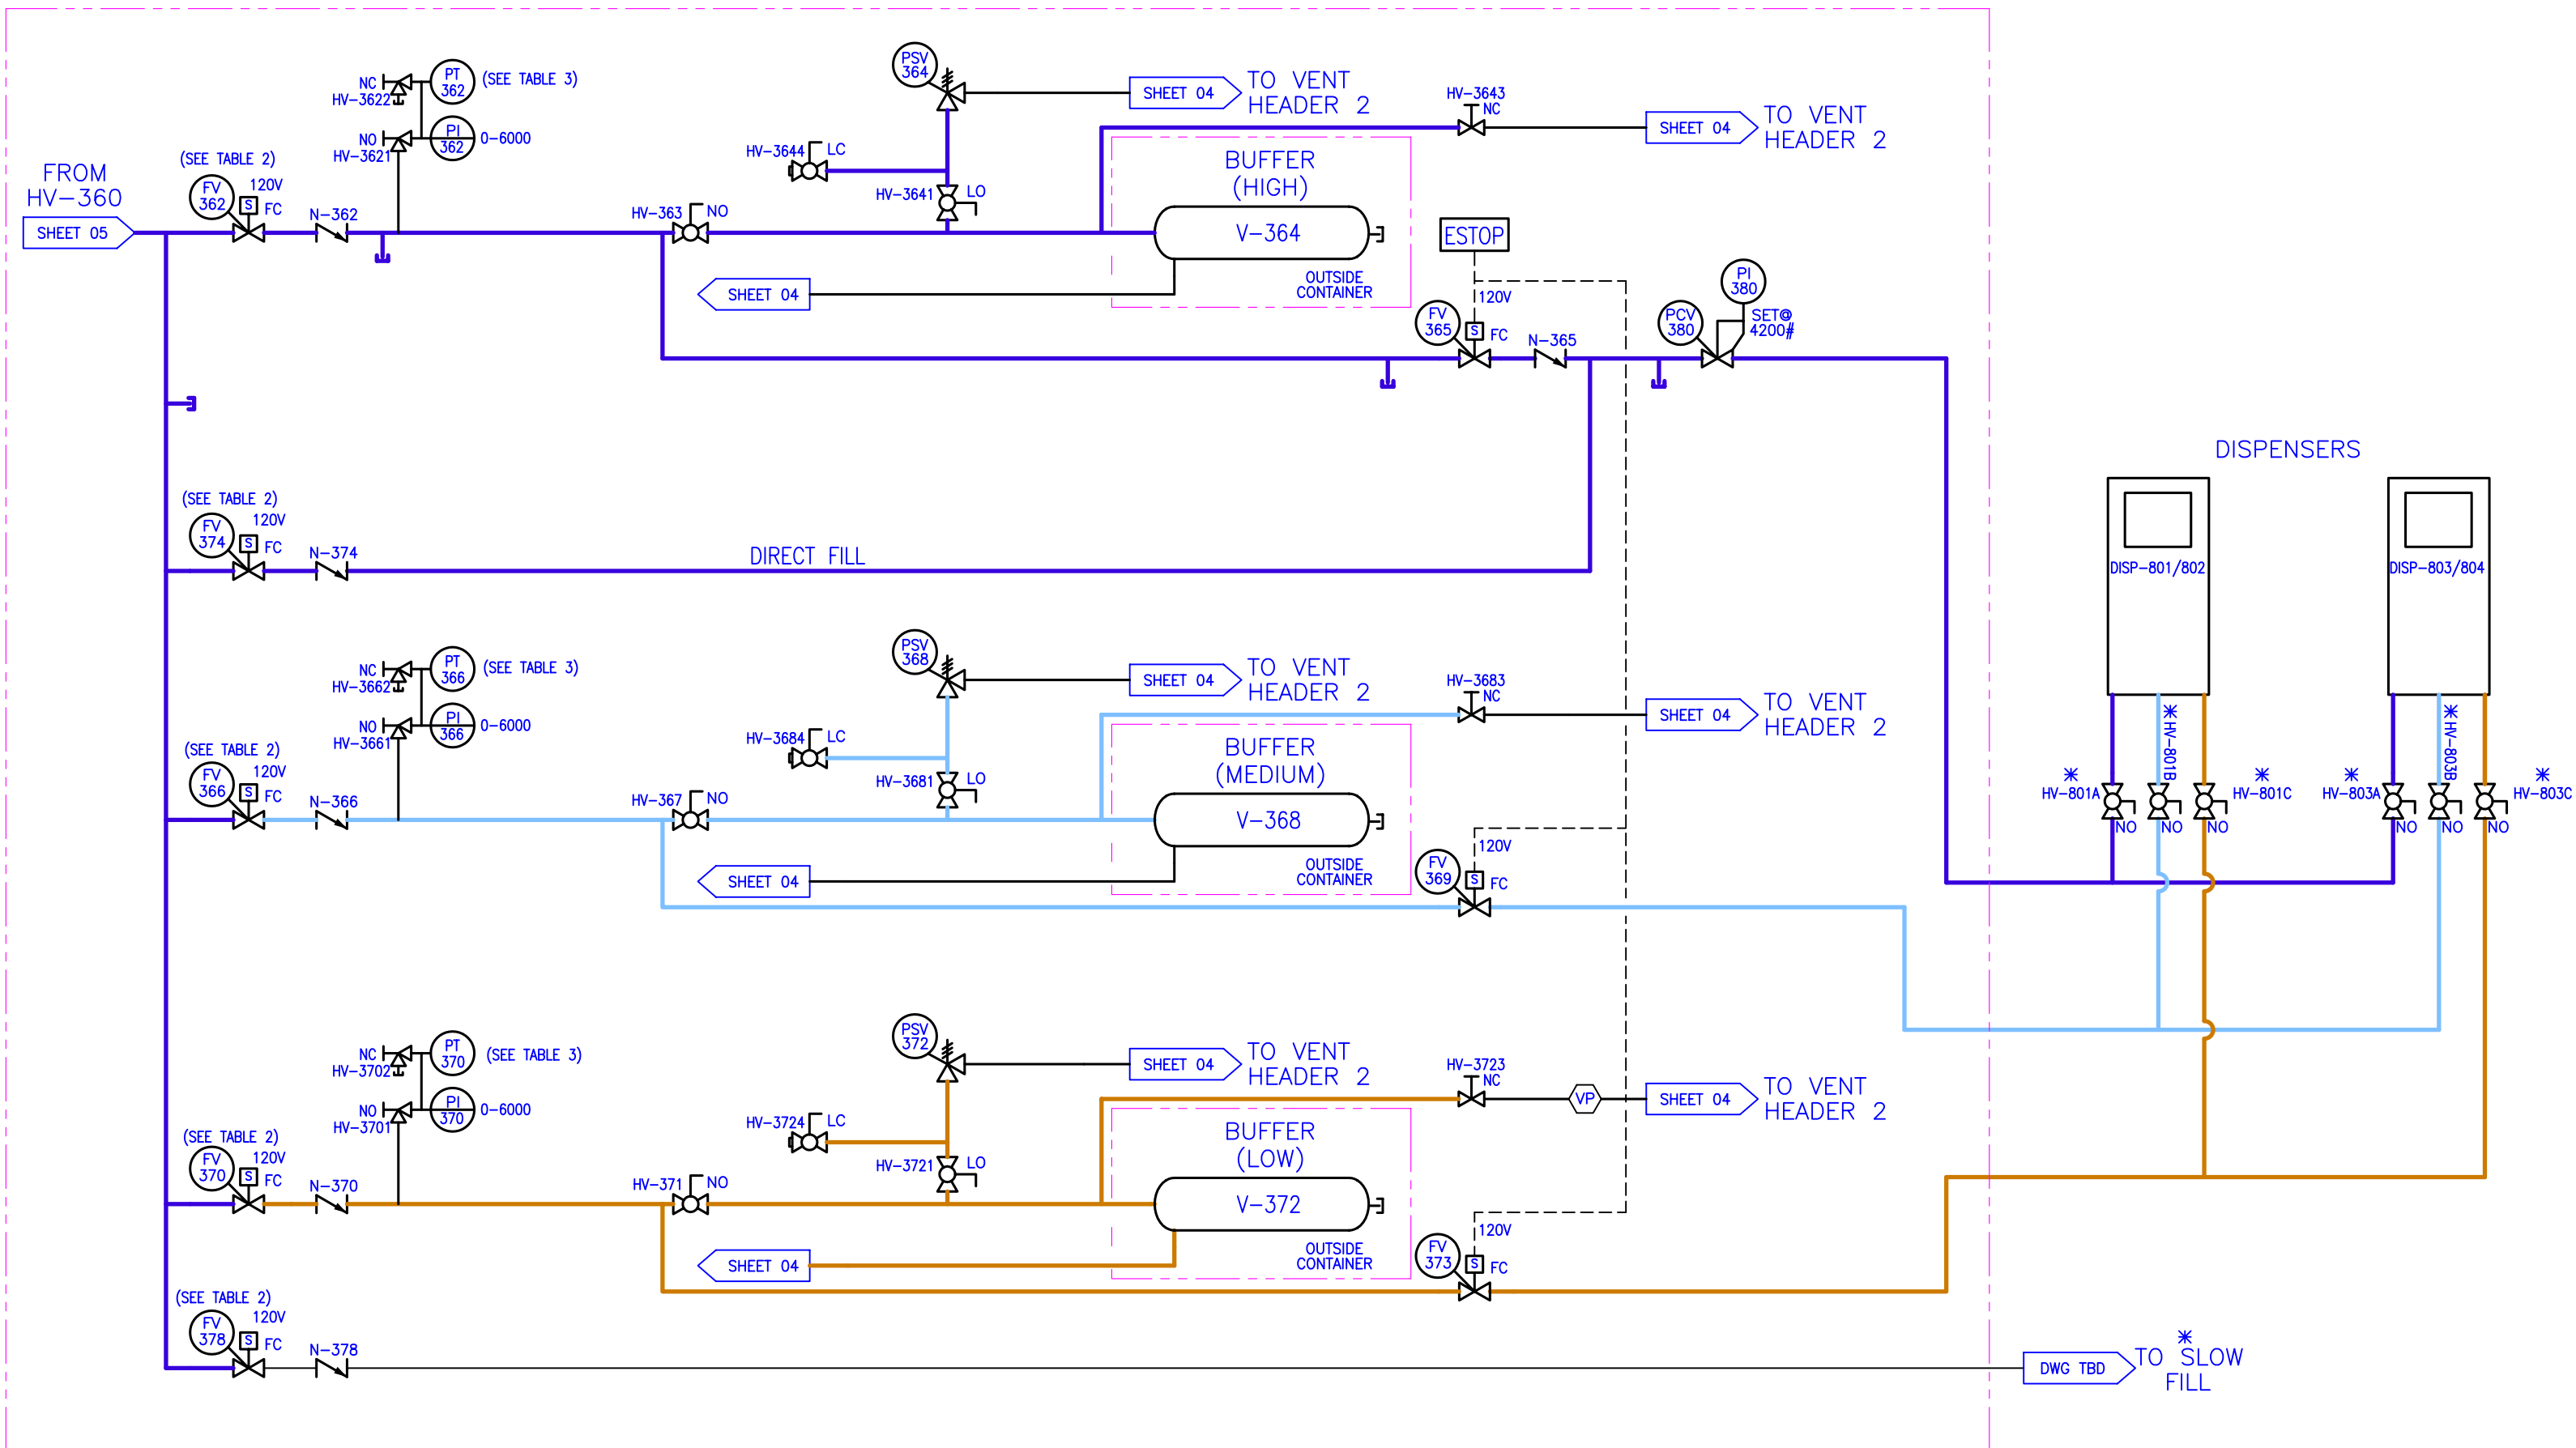 PSV
364
PT
362
(SEE TABLE 3)
NC
HV-3622
PI
362
0-6000
NO
HV-3621
SHEET 04
TO VENT
HEADER 2
HV-3643
NC
SHEET 04
TO VENT
HEADER 2
FROM
HV-360
SHEET 05
(SEE TABLE 2)
FV
362
120V
S
FC
N-362
HV-3644
LC
HV-3641
LO
HV-363
NO
BUFFER
(HIGH)
V-364
OUTSIDE
CONTAINER
SHEET 04
ESTOP
120V
FV
365
S
FC
N-365
PI
380
PCV
380
SET@
4200#
DISPENSERS
(SEE TABLE 2)
FV
374
120V
S
FC
N-374
DIRECT FILL
DISP-801/802
DISP-803/804
PSV
368
PT
366
(SEE TABLE 3)
NC
HV-3662
PI
366
0-6000
NO
HV-3661
SHEET 04
TO VENT
HEADER 2
HV-3683
NC
SHEET 04
TO VENT
HEADER 2
(SEE TABLE 2)
FV
366
120V
S
FC
N-366
HV-3684
LC
HV-3681
LO
HV-367
NO
BUFFER
(MEDIUM)
V-368
OUTSIDE
CONTAINER
SHEET 04
120V
FV
369
S
FC
* HV-801B
* HV-803B
*
HV-801A
*
HV-801C
*
HV-803A
*
HV-803C
NO
NO
NO
NO
NO
NO
PSV
372
PT
370
(SEE TABLE 3)
NC
HV-3702
PI
370
0-6000
NO
HV-3701
SHEET 04
TO VENT
HEADER 2
HV-3723
NC
VP
SHEET 04
TO VENT
HEADER 2
(SEE TABLE 2)
FV
370
120V
S
FC
N-370
HV-3724
LC
HV-3721
LO
HV-371
NO
BUFFER
(LOW)
V-372
OUTSIDE
CONTAINER
SHEET 04
120V
FV
373
S
FC
(SEE TABLE 2)
FV
378
120V
S
FC
N-378
DWG TBD
*
TO SLOW
FILL